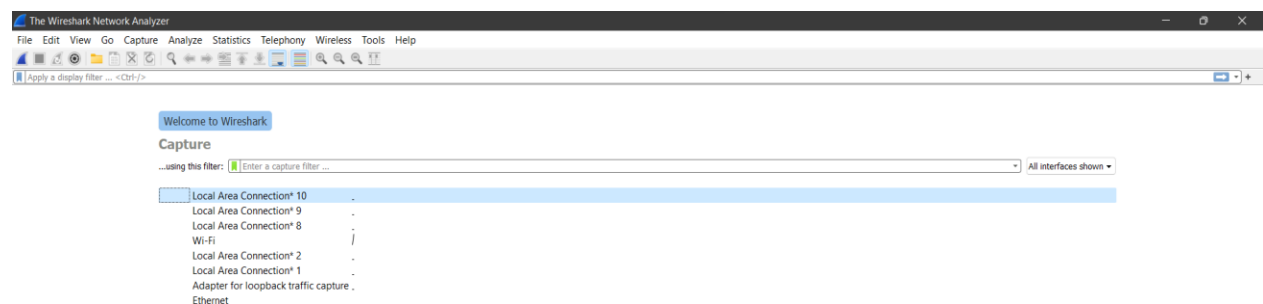 The Wireshark Network Analyzer
File Edit View Go Capture Analyze Statistics Telephony Wireless Tools Help
Apply a display filter ... <Ctrl-/>
Welcome to Wireshark
Capture
...using this filter: Enter a capture filter ... All interfaces shown
Local Area Connection* 10
Local Area Connection* 9
Local Area Connection* 8
Wi-Fi
Local Area Connection* 2
Local Area Connection* 1
Adapter for loopback traffic capture
Ethernet